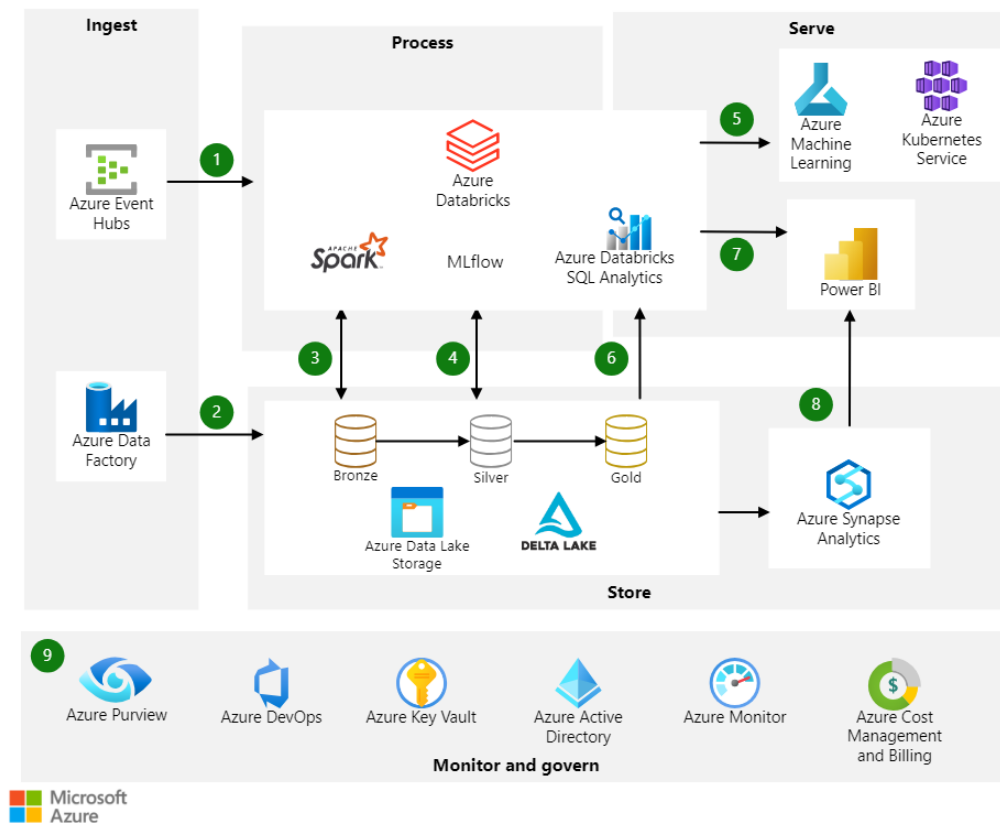 Ingest
Process
Serve
Azure Event
Hubs
1
Azure
Databricks
APACHE
Spark
MLflow
Azure Databricks
SQL Analytics
5
Azure
Machine
Learning
Azure
Kubernetes
Service
7
Power BI
3
4
6
8
Azure Data
Factory
2
Bronze
Silver
Gold
Azure Data Lake
Storage
DELTA LAKE
Azure Synapse
Analytics
Store
9
Azure Purview
Azure DevOps
Azure Key Vault
Azure Active
Directory
Azure Monitor
$
Azure Cost
Management
and Billing
Monitor and govern
Microsoft
Azure